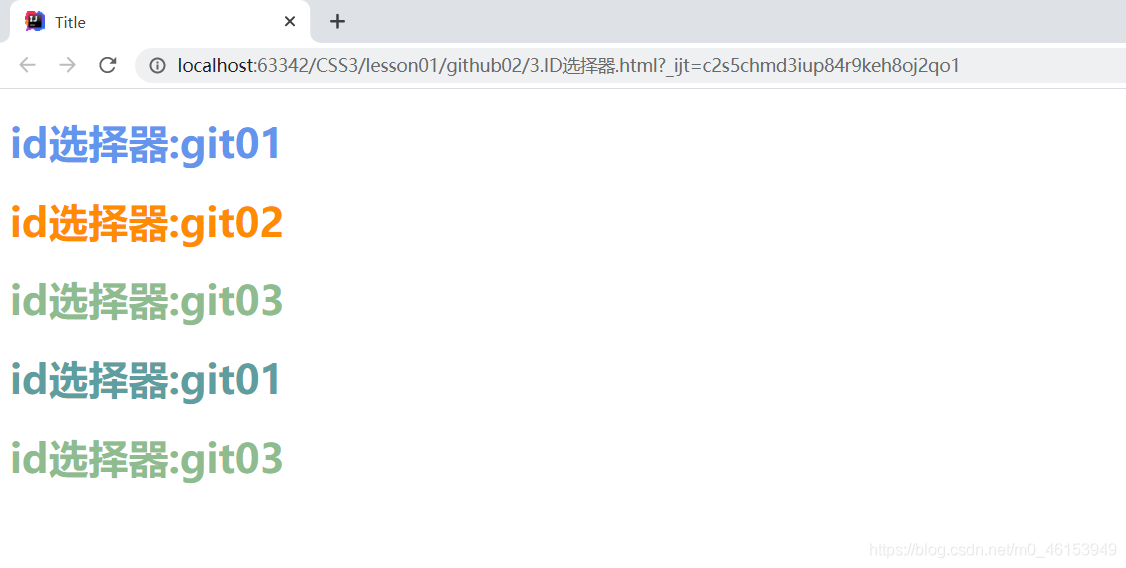 Title
localhost:63342/CSS3/lesson01/github02/3.ID选择器.html?_ijt=c2s5chmd3iup84r9keh8oj2qo1
id选择器:git01
id选择器:git02
id选择器:git03
id选择器:git01
id选择器:git03
https://blog.csdn.net/m0_46153949